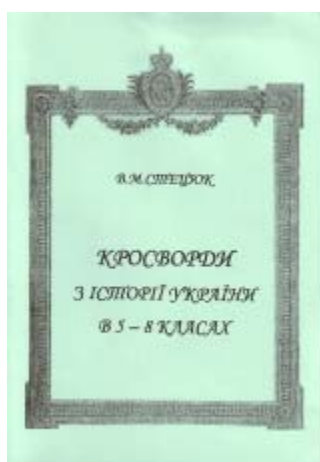 В.М.СТЕЦЮК
КРОСВОРДИ
З ІСТОРІЇ УКРАЇНИ
В 5 – 8 КЛАСАХ